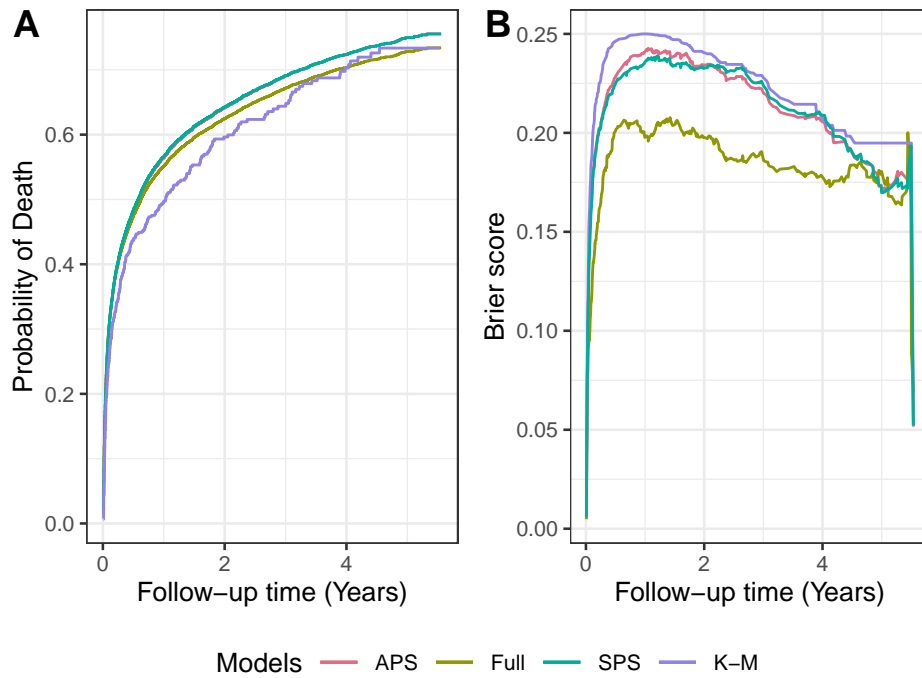 A
B
Probability of Death
0.6
0.4
0.2
0.0
0
2
4
Follow−up time (Years)
Brier score
0.25
0.20
0.15
0.10
0.05
0.00
0
2
4
Follow−up time (Years)
Models APS Full SPS K−M